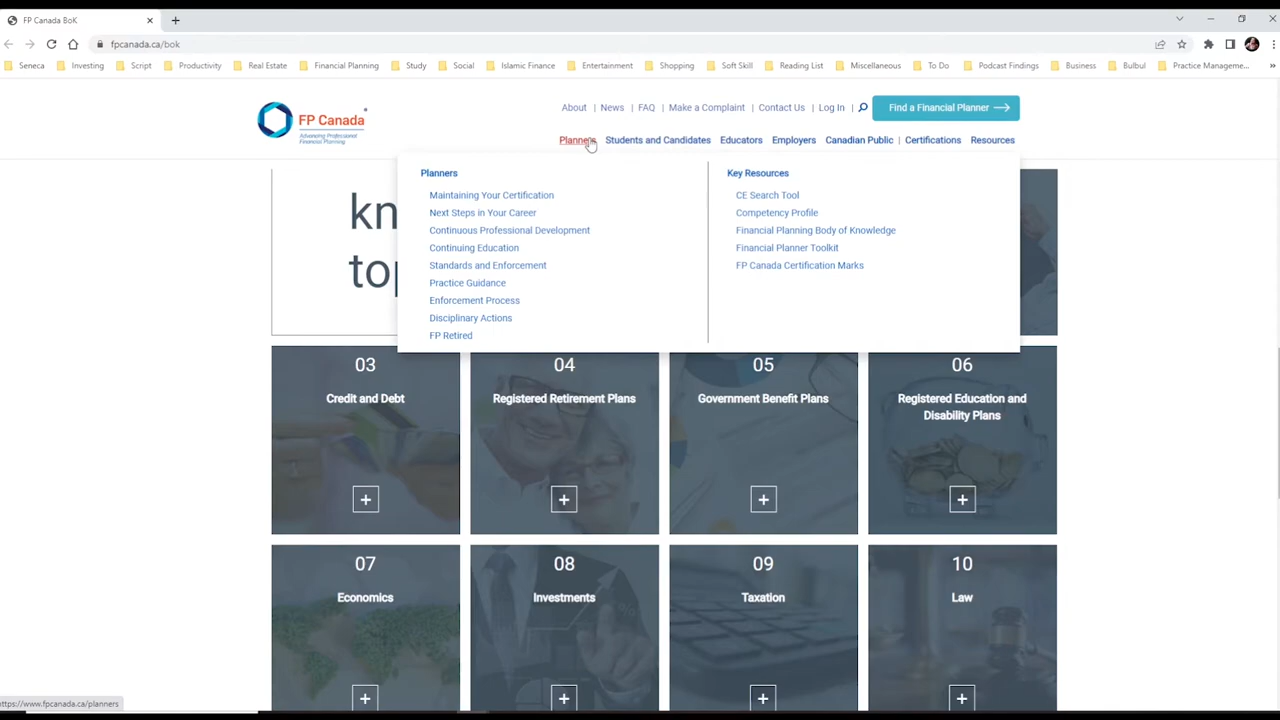 FP Canada BoK
fpcanada.ca/bok
Seneca Investing Script Productivity Real Estate Financial Planning Study Social Islamic Finance Entertainment Shopping Soft Skill Reading List Miscellaneous To Do Podcast Findings Business Bulbul Practice Manageme... »
FP Canada
Advancing Professional
Financial Planning
About | News | FAQ | Make a Complaint | Contact Us | Log In
Find a Financial Planner
Planners Students and Candidates Educators Employers Canadian Public | Certifications Resources
Planners
Maintaining Your Certification
Next Steps in Your Career
Continuous Professional Development
Continuing Education
Standards and Enforcement
Practice Guidance
Enforcement Process
Disciplinary Actions
FP Retired
Key Resources
CE Search Tool
Competency Profile
Financial Planning Body of Knowledge
Financial Planner Toolkit
FP Canada Certification Marks
kn
top
03
Credit and Debt
04
Registered Retirement Plans
05
Government Benefit Plans
06
Registered Education and
Disability Plans
07
Economics
08
Investments
09
Taxation
10
Law
https://www.fpcanada.ca/planners